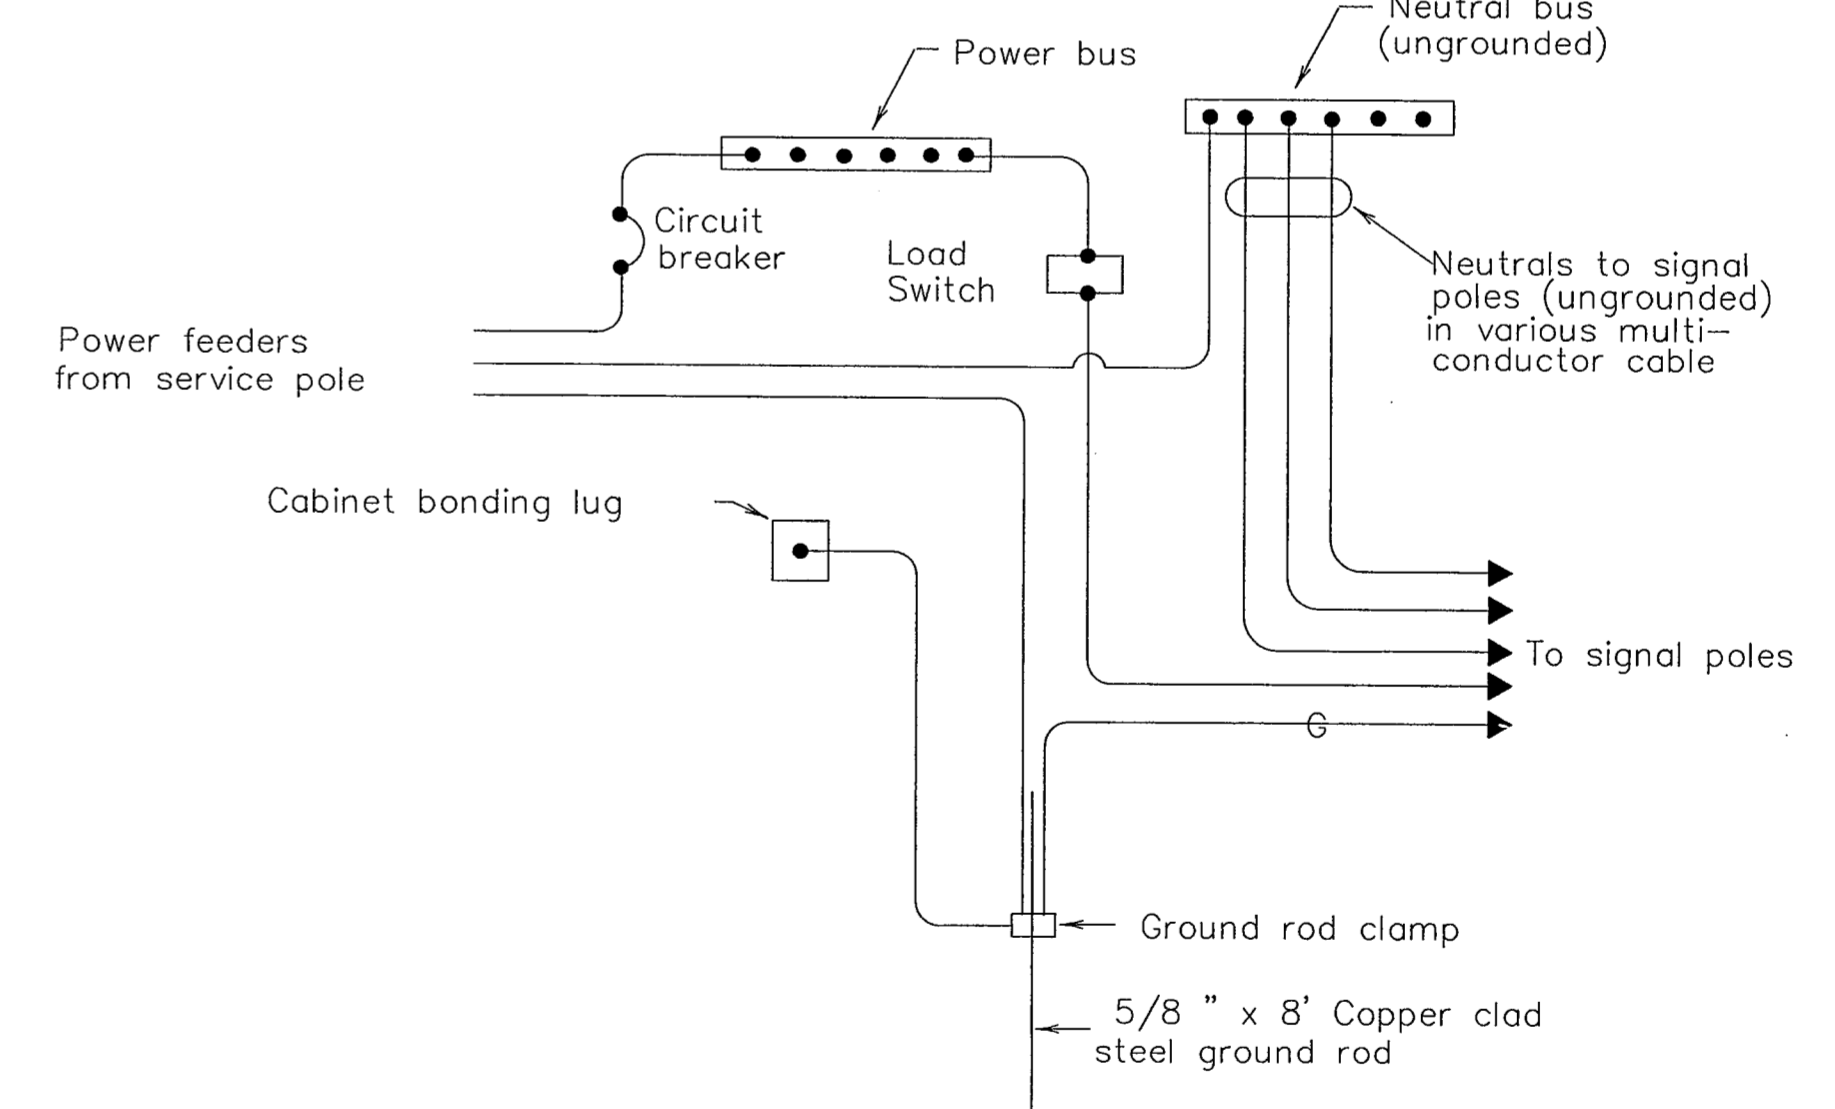 Neutral bus
(ungrounded)
Power bus
Circuit
breaker
Load
Switch
Neutrals to signal
poles (ungrounded)
in various multi-
conductor cable
Power feeders
from service pole
Cabinet bonding lug
To signal poles
G
Ground rod clamp
5/8 " x 8' Copper clad
steel ground rod